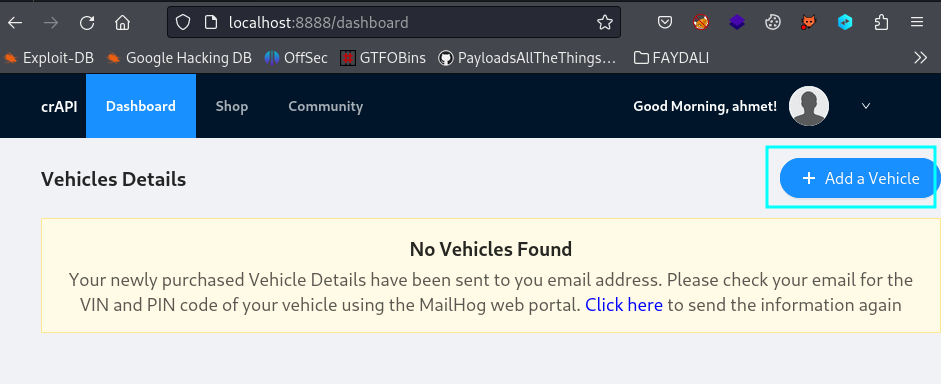 localhost:8888/dashboard
Exploit-DB Google Hacking DB OffSec GTFOBins PayloadsAllTheThings... FAYDALI
crAPI Dashboard Shop Community Good Morning, ahmet!
Vehicles Details + Add a Vehicle
No Vehicles Found
Your newly purchased Vehicle Details have been sent to you email address. Please check your email for the
VIN and PIN code of your vehicle using the MailHog web portal. Click here to send the information again